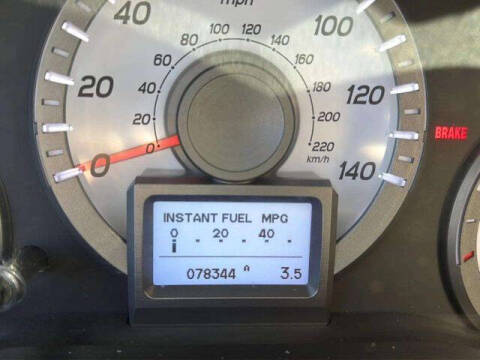 40 mph 100
60 80 100 120 140
20 40 160 120
20 180
200
0 0 220 140
km/h
BRAKE
INSTANT FUEL MPG
0 20 40
078344 A 3.5